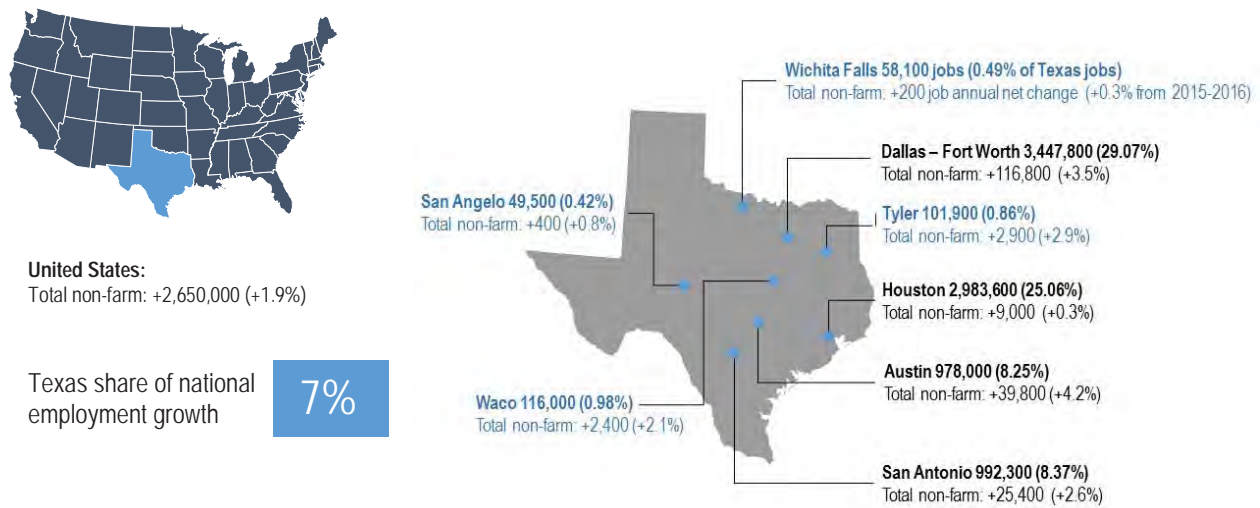 Wichita Falls 58,100 jobs (0.49% of Texas jobs)
Total non-farm: +200 job annual net change (+0.3% from 2015-2016)
Dallas – Fort Worth 3,447,800 (29.07%)
Total non-farm: +116,800 (+3.5%)
San Angelo 49,500 (0.42%)
Total non-farm: +400 (+0.8%)
Tyler 101,900 (0.86%)
Total non-farm: +2,900 (+2.9%)
United States:
Total non-farm: +2,650,000 (+1.9%)
Houston 2,983,600 (25.06%)
Total non-farm: +9,000 (+0.3%)
Texas share of national
employment growth
7%
Austin 978,000 (8.25%)
Total non-farm: +39,800 (+4.2%)
Waco 116,000 (0.98%)
Total non-farm: +2,400 (+2.1%)
San Antonio 992,300 (8.37%)
Total non-farm: +25,400 (+2.6%)